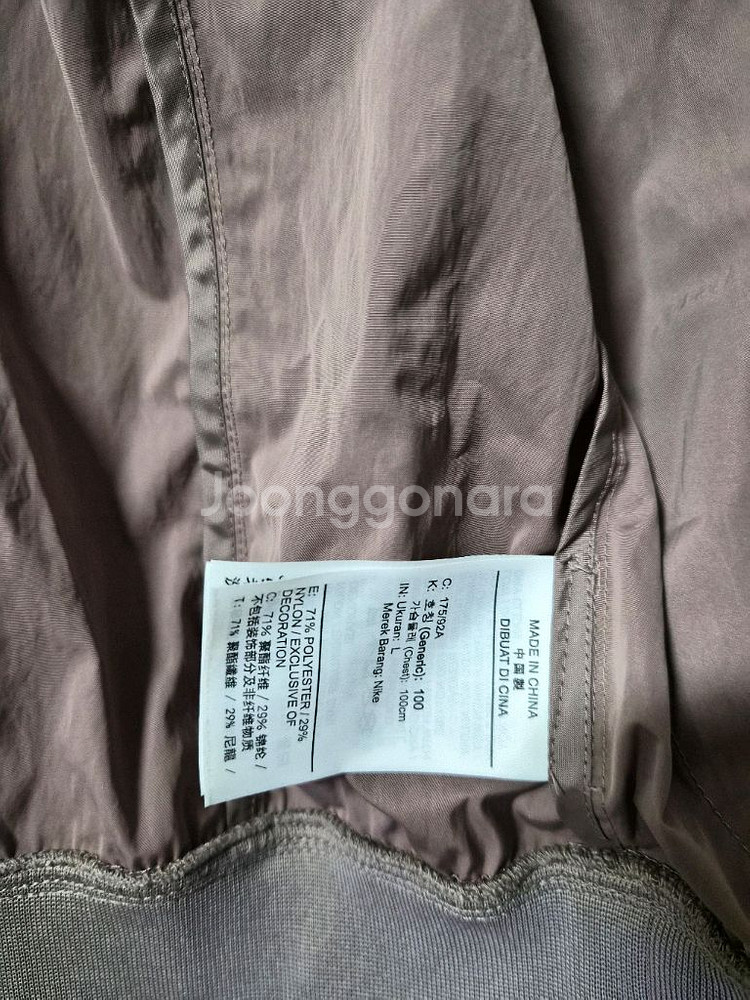 Joonggonara
MADE IN CHINA
中国製
DIBUAT DI CINA
C: 175/92A
K: 호칭 (Generic): 100
가슴둘레 (Chest): 100cm
IN: Ukuran: L
Merek Barang: Nike
E: 71% POLYESTER / 29%
NYLON / EXCLUSIVE OF
DECORATION
C: 71% 聚酯纤维 / 29% 锦纶 /
不包括装饰部分及非纤维物质
T: 71% 聚酯纖維 / 29% 尼龍 /